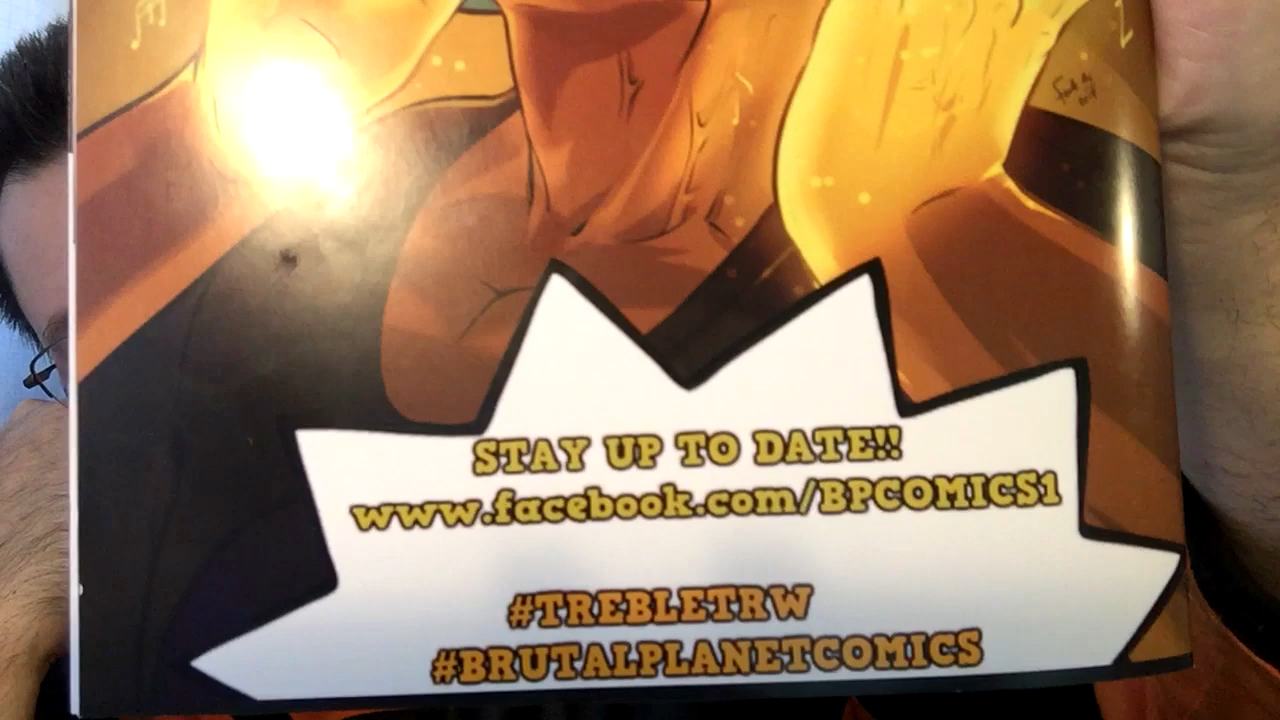 STAY UP TO DATE!!
www.facebook.com/BPCOMICS1
#TREBLETRW
#BRUTALPLANETCOMICS